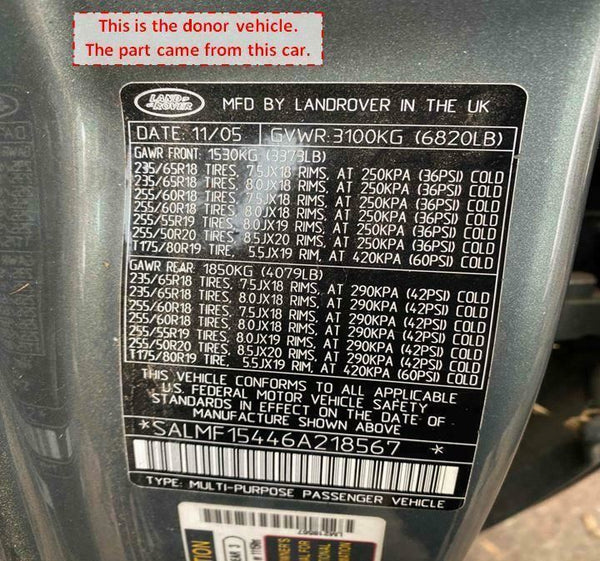 This is the donor vehicle.
The part came from this car.
LAND ROVER MFD BY LANDROVER IN THE UK
DATE: 11/05 GVWR: 3100KG (6820LB)
GAWR FRONT: 1530KG (3373LB)
235/65R18 TIRES, 7.5JX18 RIMS, AT 250KPA (36PSI) COLD
235/65R18 TIRES, 8.0JX18 RIMS, AT 250KPA (36PSI) COLD
255/60R18 TIRES, 7.5JX18 RIMS, AT 250KPA (36PSI) COLD
255/60R18 TIRES, 8.0JX18 RIMS, AT 250KPA (36PSI) COLD
255/55R19 TIRES, 8.0JX19 RIMS, AT 250KPA (36PSI) COLD
255/50R20 TIRES, 8.5JX20 RIMS, AT 250KPA (36PSI) COLD
T175/80R19 TIRE, 5.5JX19 RIM, AT 420KPA (60PSI) COLD
GAWR REAR: 1850KG (4079LB)
235/65R18 TIRES, 7.5JX18 RIMS, AT 290KPA (42PSI) COLD
235/65R18 TIRES, 8.0JX18 RIMS, AT 290KPA (42PSI) COLD
255/60R18 TIRES, 7.5JX18 RIMS, AT 290KPA (42PSI) COLD
255/60R18 TIRES, 8.0JX18 RIMS, AT 290KPA (42PSI) COLD
255/55R19 TIRES, 8.0JX19 RIMS, AT 290KPA (42PSI) COLD
255/50R20 TIRES, 8.5JX20 RIMS, AT 290KPA (42PSI) COLD
T175/80R19 TIRE, 5.5JX19 RIM, AT 420KPA (60PSI) COLD
THIS VEHICLE CONFORMS TO ALL APPLICABLE
U.S. FEDERAL MOTOR VEHICLE SAFETY
STANDARDS IN EFFECT ON THE DATE OF
MANUFACTURE SHOWN ABOVE
*SALMF15446A218567 *
TYPE: MULTI-PURPOSE PASSENGER VEHICLE
LM218567